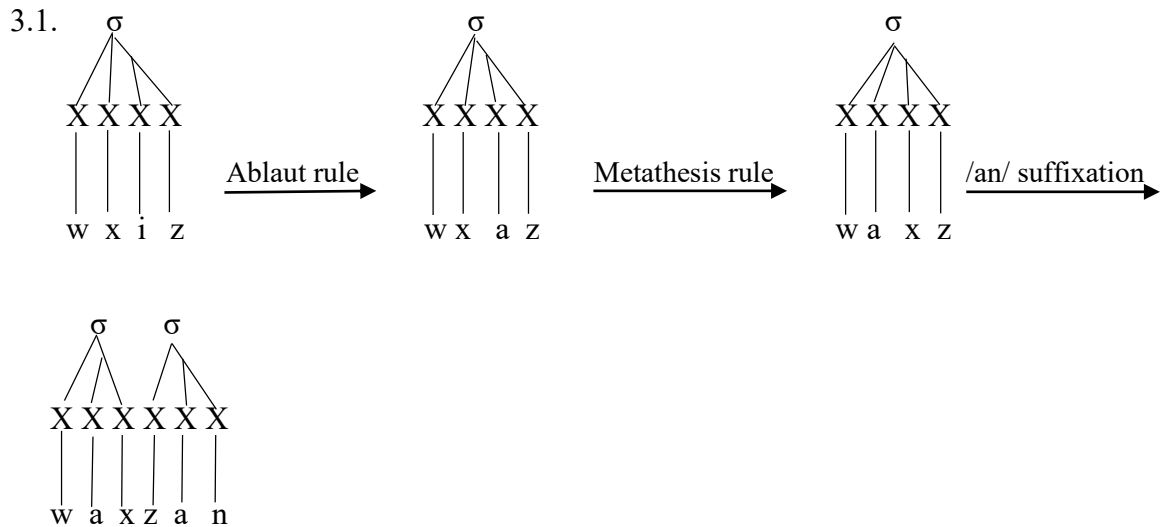 3.1. σ σ σ
X X X X X X X X X X X X
Ablaut rule Metathesis rule /an/ suffixation
w x i z w x a z w a x z
σ σ
X X X X X X
w a x z a n